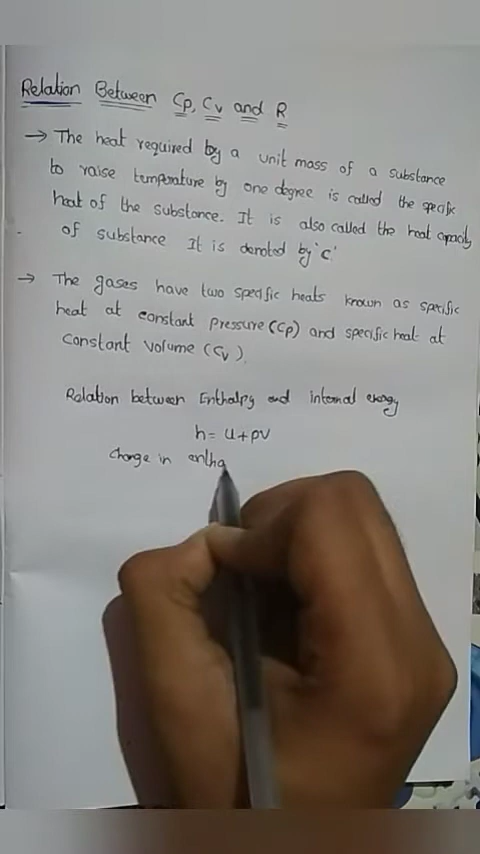 Relation Between Cp, Cv and R
→ The heat required by a unit mass of a substance
to raise temperature by one degree is called the specific
heat of the substance. It is also called the heat capacity
of substance It is denoted by 'C'
→ The gases have two specific heats known as specific
heat at constant pressure (Cp) and specific heat at
constant volume (Cv).
Relation between Enthalpy and internal energy
h = u+pv
change in entha